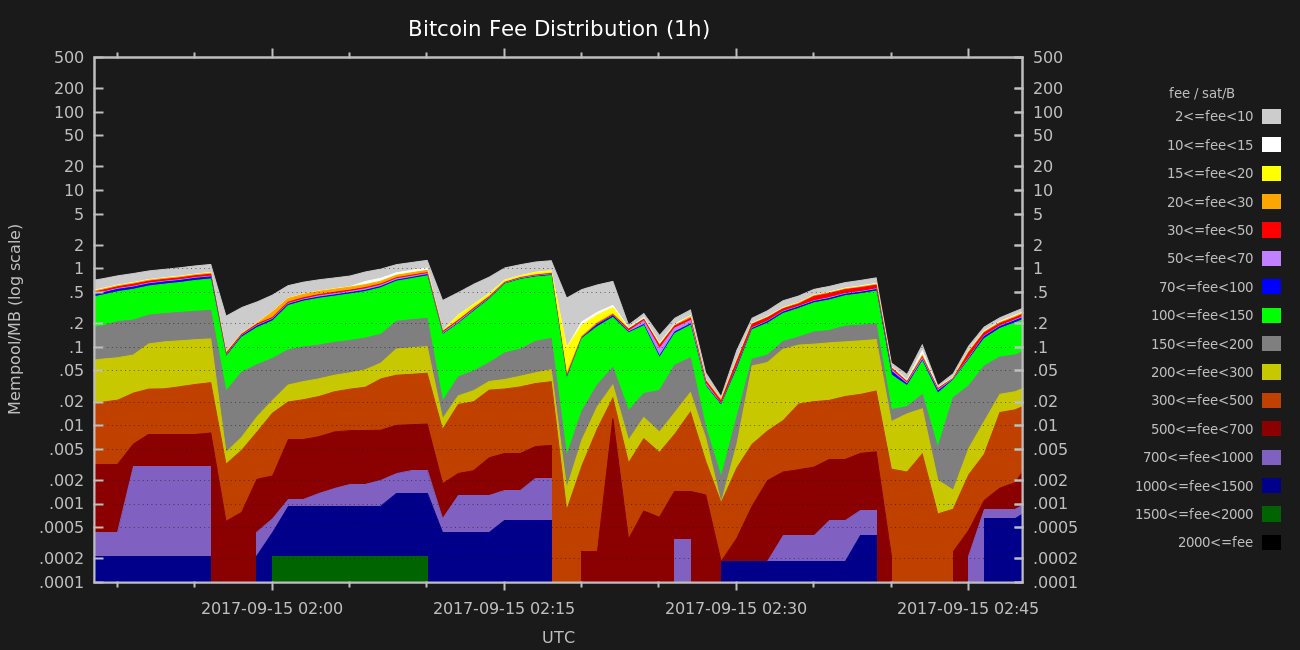 Bitcoin Fee Distribution (1h)
Mempool/MB (log scale)
500
200
100
50
20
10
5
2
1
.5
.2
.1
.05
.02
.01
.005
.002
.001
.0005
.0002
.0001
500
200
100
50
20
10
5
2
1
.5
.2
.1
.05
.02
.01
.005
.002
.001
.0005
.0002
.0001
fee / sat/B
2<=fee<10
10<=fee<15
15<=fee<20
20<=fee<30
30<=fee<50
50<=fee<70
70<=fee<100
100<=fee<150
150<=fee<200
200<=fee<300
300<=fee<500
500<=fee<700
700<=fee<1000
1000<=fee<1500
1500<=fee<2000
2000<=fee
2017-09-15 02:00 2017-09-15 02:15 2017-09-15 02:30 2017-09-15 02:45
UTC